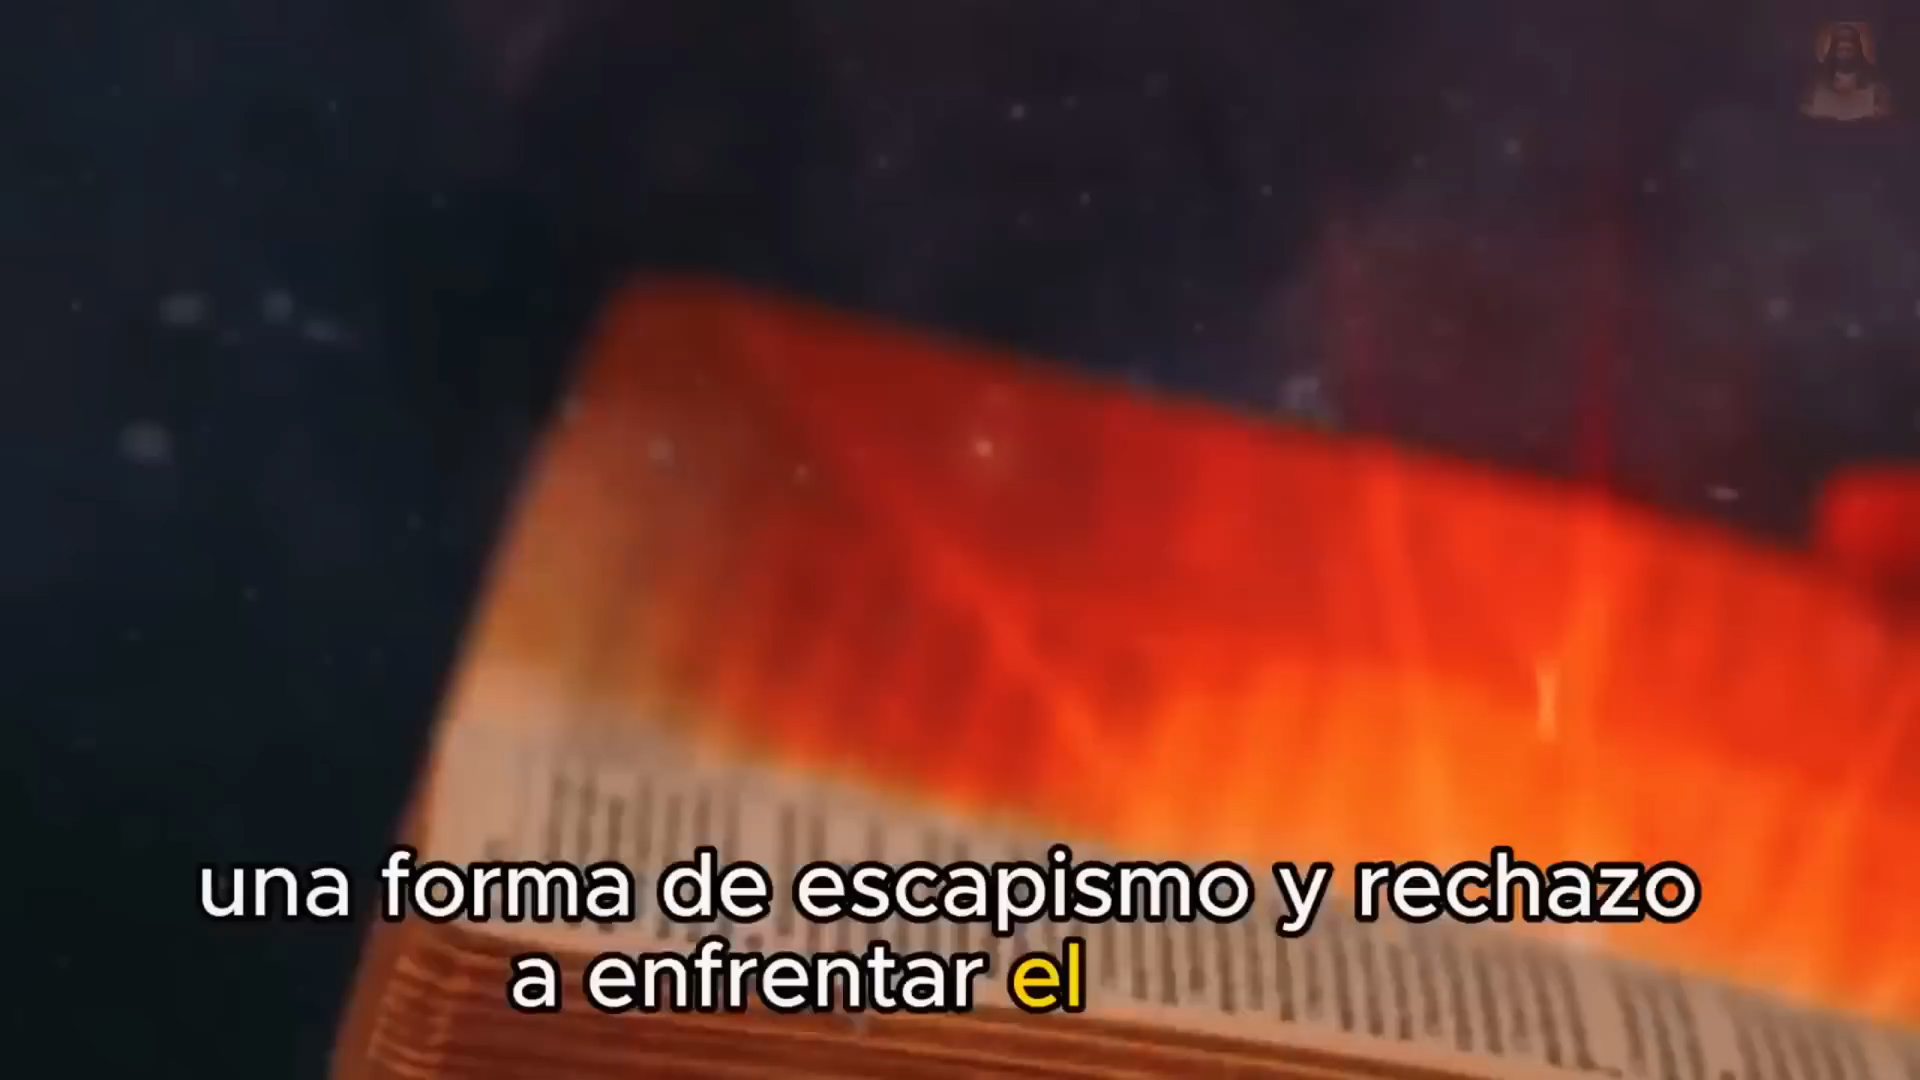 una forma de escapismo y rechazo
a enfrentar el